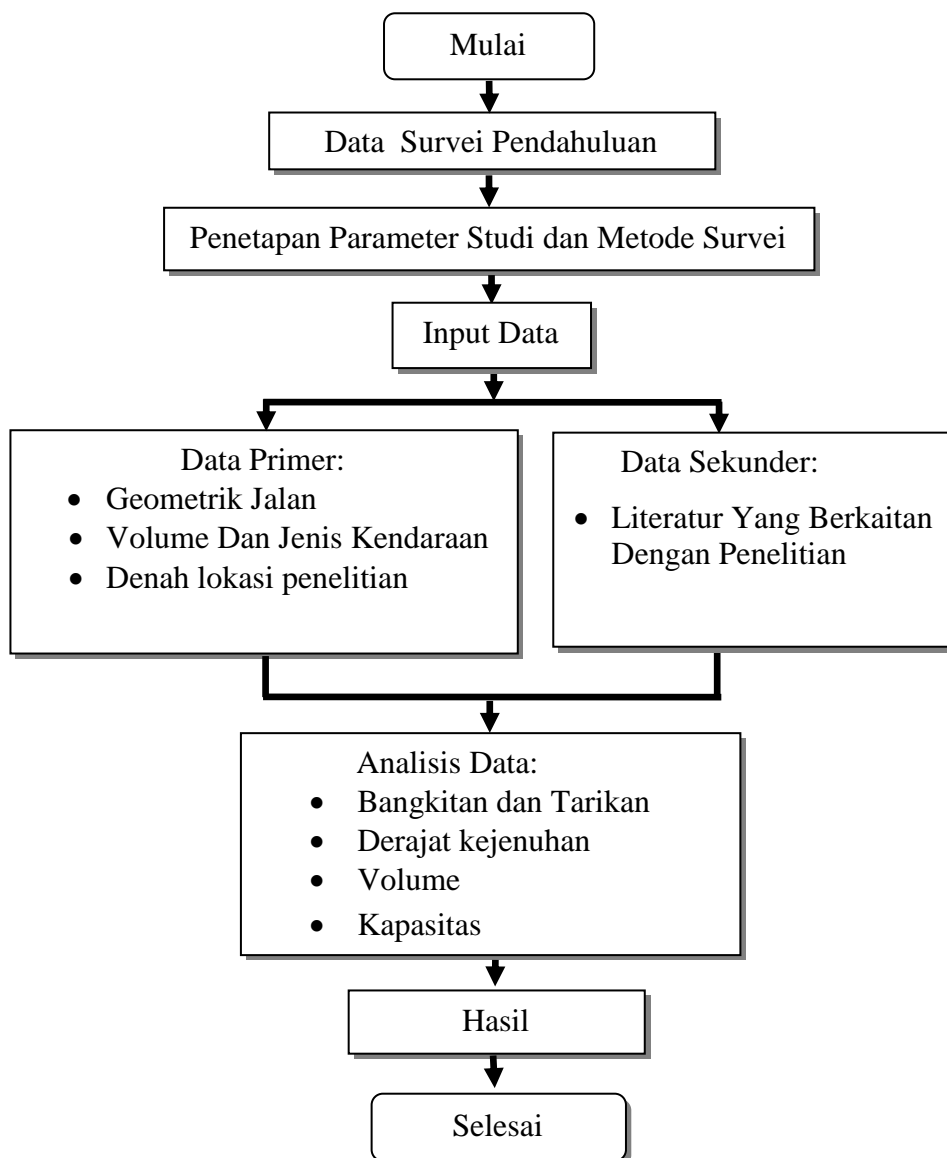 Mulai
Data Survei Pendahuluan
Penetapan Parameter Studi dan Metode Survei
Input Data
Data Primer:
• Geometrik Jalan
• Volume Dan Jenis Kendaraan
• Denah lokasi penelitian
Data Sekunder:
• Literatur Yang Berkaitan
Dengan Penelitian
Analisis Data:
• Bangkitan dan Tarikan
• Derajat kejenuhan
• Volume
• Kapasitas
Hasil
Selesai